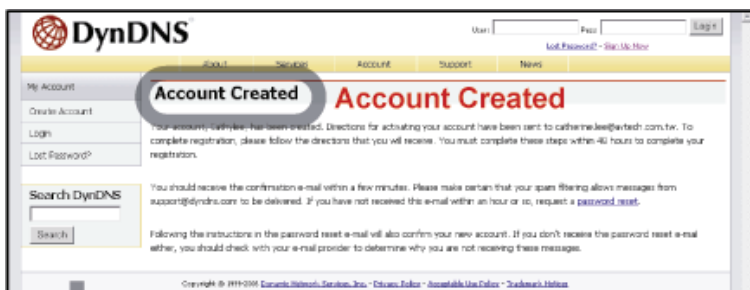 DynDNS
User: Pass: Login
Lost Password? - Sign Up Now
About Services Account Support News
My Account
Create Account
Login
Lost Password?
Search DynDNS
Search
Account Created Account Created
Your account, Cathylee, has been created. Directions for activating your account have been sent to catherine.lee@avtech.com.tw. To
complete registration, please follow the directions that you will receive. You must complete these steps within 48 hours to complete your
registration.
You should receive the confirmation e-mail within a few minutes. Please make certain that your spam filtering allows messages from
support@dyndns.com to be delivered. If you have not received this e-mail within an hour or so, request a password reset.
Following the instructions in the password reset e-mail will also confirm your new account. If you don't receive the password reset e-mail
either, you should check with your e-mail provider to determine why you are not receiving these messages.
Copyright © 1999-2006 Dynamic Network Services, Inc. - Privacy Policy - Acceptable Use Policy - Trademark Notices